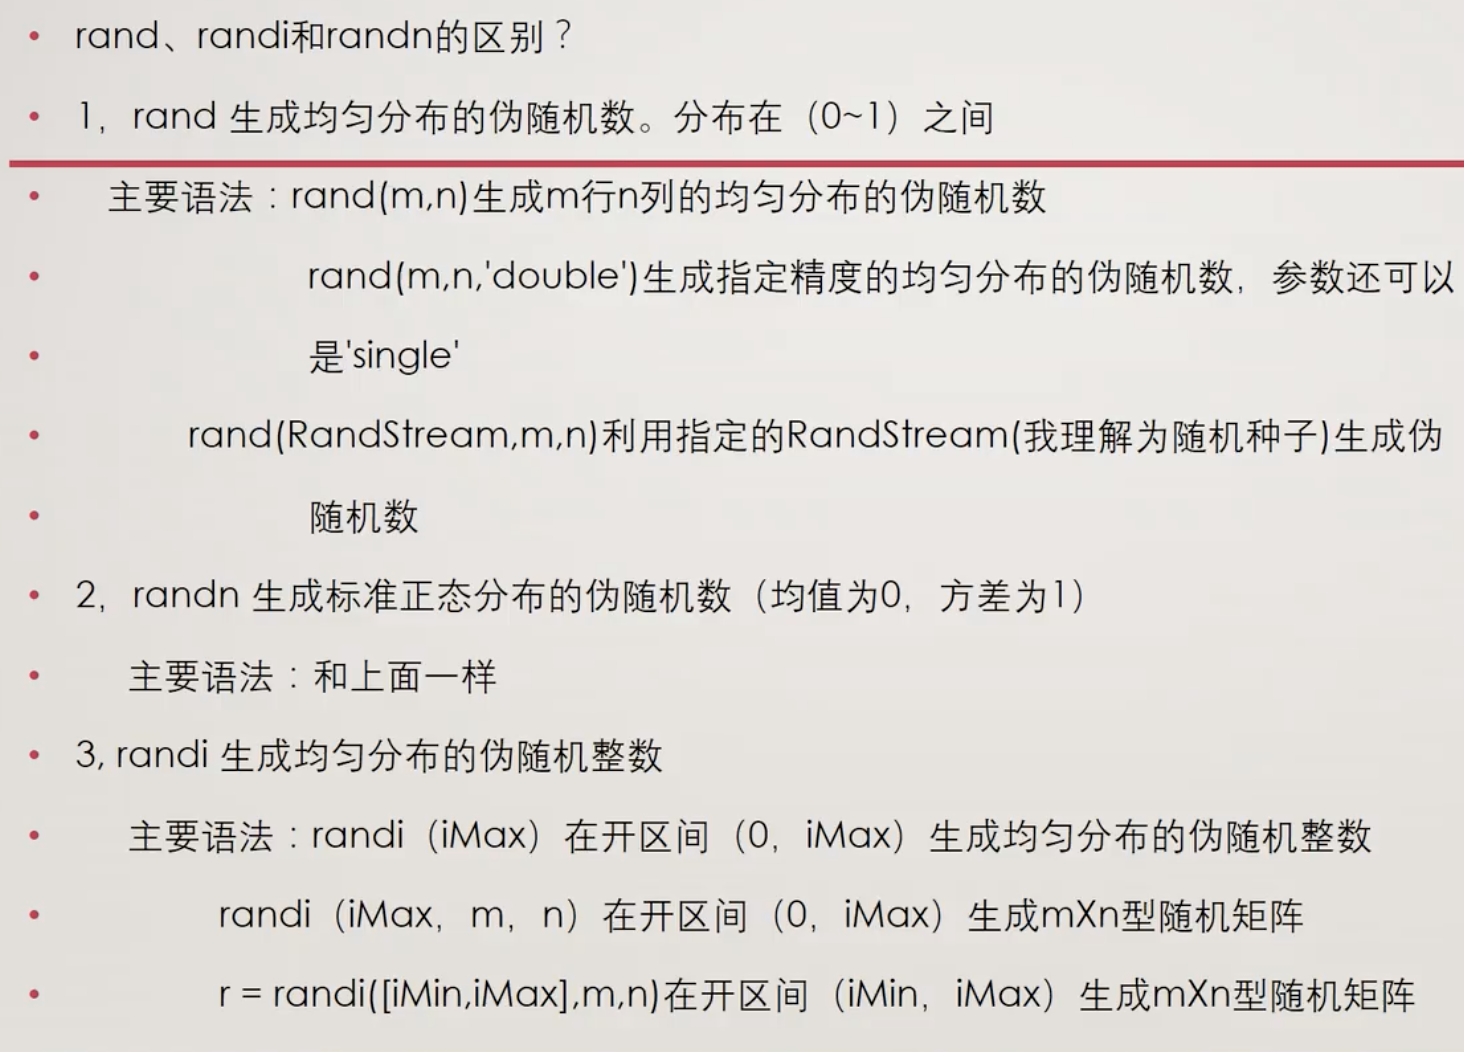 rand、randi和randn的区别？
1，rand 生成均匀分布的伪随机数。分布在（0~1）之间
主要语法：rand(m,n)生成m行n列的均匀分布的伪随机数
rand(m,n,'double')生成指定精度的均匀分布的伪随机数，参数还可以
是'single'
rand(RandStream,m,n)利用指定的RandStream(我理解为随机种子)生成伪
随机数
2，randn 生成标准正态分布的伪随机数（均值为0，方差为1）
主要语法：和上面一样
3, randi 生成均匀分布的伪随机整数
主要语法：randi（iMax）在开区间（0，iMax）生成均匀分布的伪随机整数
randi（iMax，m，n）在开区间（0，iMax）生成mXn型随机矩阵
r = randi([iMin,iMax],m,n)在开区间（iMin，iMax）生成mXn型随机矩阵